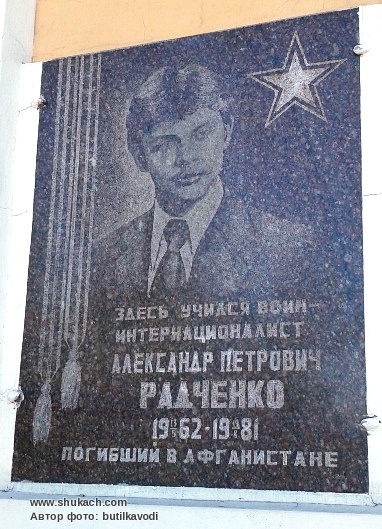 ЗДЕСЬ УЧИЛСЯ ВОИН-
ИНТЕРНАЦИОНАЛИСТ
АЛЕКСАНДР ПЕТРОВИЧ
РАДЧЕНКО
1962-1981
ПОГИБШИЙ В АФГАНИСТАНЕ
www.shukach.com
Автор фото: butilkavodi